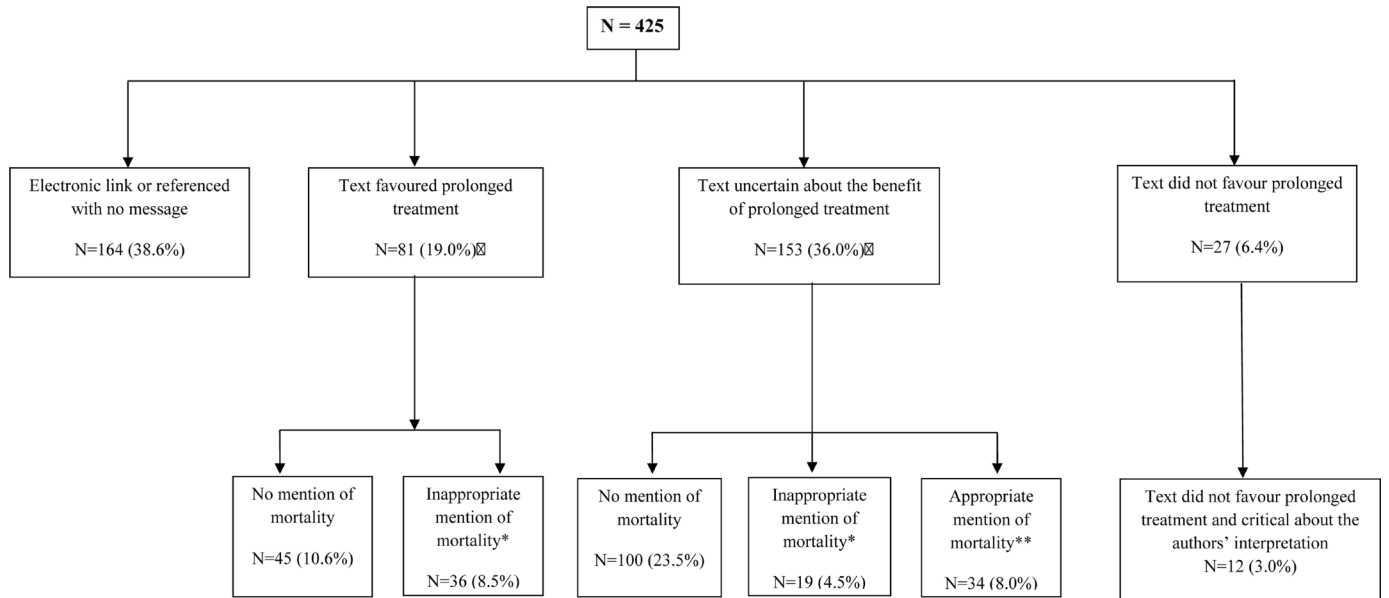 N = 425
Electronic link or referenced
with no message
N=164 (38.6%)
Text favoured prolonged
treatment
N=81 (19.0%)
Text uncertain about the benefit
of prolonged treatment
N=153 (36.0%)
Text did not favour prolonged
treatment
N=27 (6.4%)
No mention of
mortality
N=45 (10.6%)
Inappropriate
mention of
mortality*
N=36 (8.5%)
No mention of
mortality
N=100 (23.5%)
Inappropriate
mention of
mortality*
N=19 (4.5%)
Appropriate
mention of
mortality**
N=34 (8.0%)
Text did not favour prolonged
treatment and critical about the
authors’ interpretation
N=12 (3.0%)